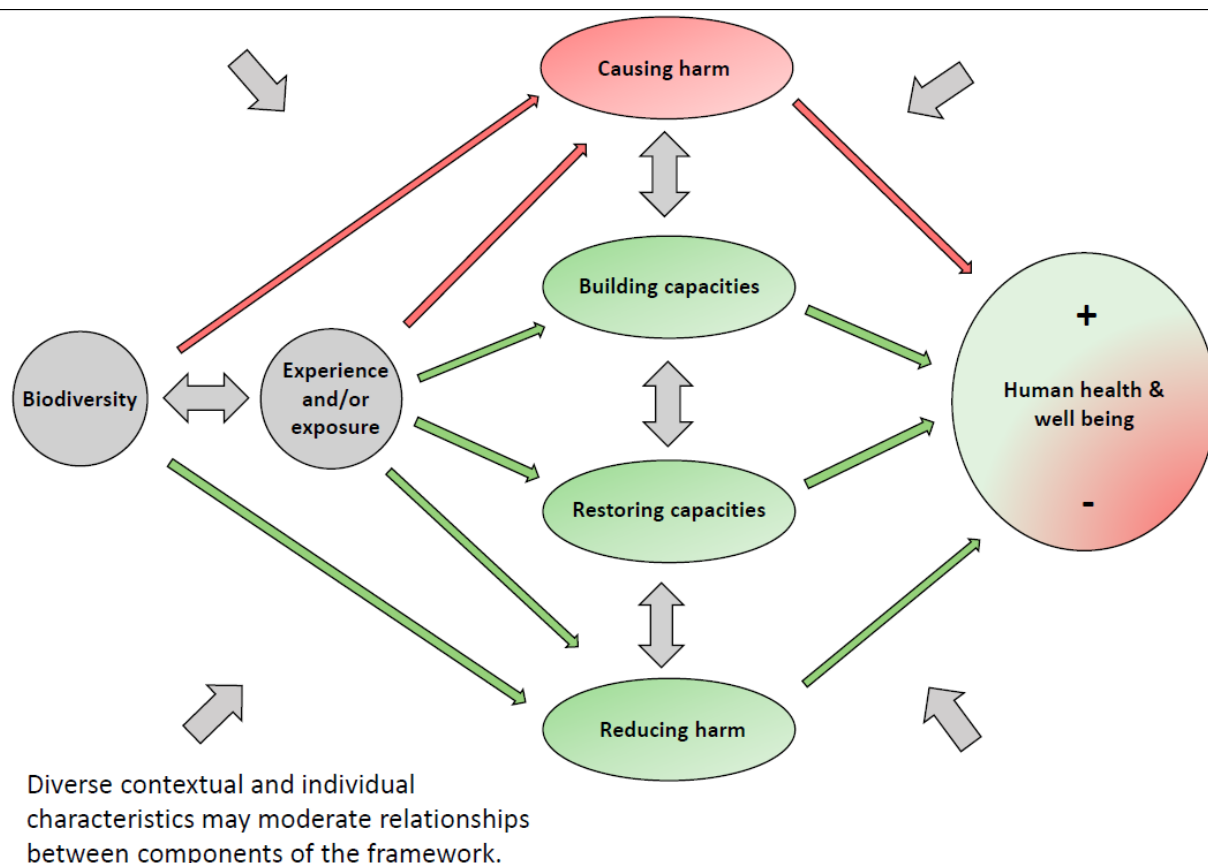 Causing harm
Building capacities
Biodiversity
Experience
and/or
exposure
+
Human health &
well being
-
Restoring capacities
Reducing harm
Diverse contextual and individual
characteristics may moderate relationships
between components of the framework.